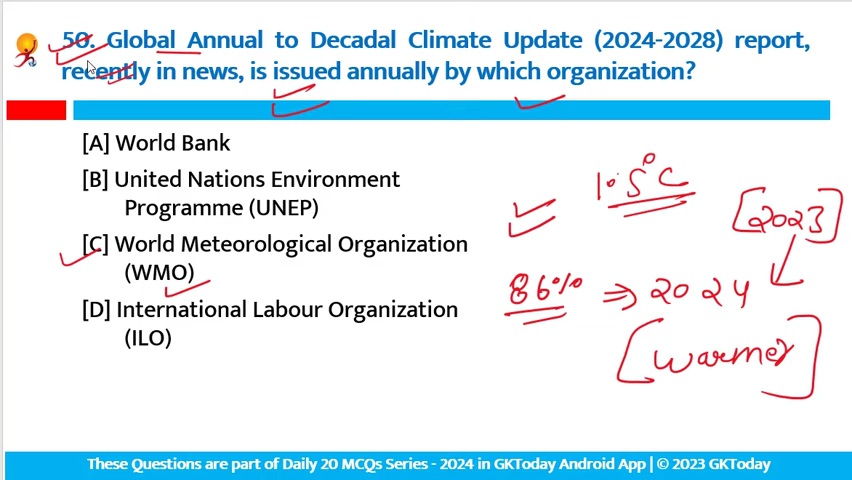 50. Global Annual to Decadal Climate Update (2024-2028) report,
recently in news, is issued annually by which organization?
[A] World Bank
[B] United Nations Environment
Programme (UNEP)
[C] World Meteorological Organization
(WMO)
[D] International Labour Organization
(ILO)
1.5°C
[2023]
86% ⇒ 2024
[warmer]
These Questions are part of Daily 20 MCQs Series - 2024 in GKToday Android App | © 2023 GKToday